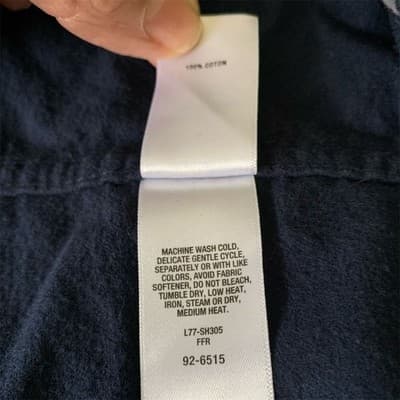 100% COTTON
MACHINE WASH COLD,
DELICATE GENTLE CYCLE,
SEPARATELY OR WITH LIKE
COLORS, AVOID FABRIC
SOFTENER, DO NOT BLEACH,
TUMBLE DRY, LOW HEAT,
IRON, STEAM OR DRY,
MEDIUM HEAT.
L77-SH305
FFR
92-6515